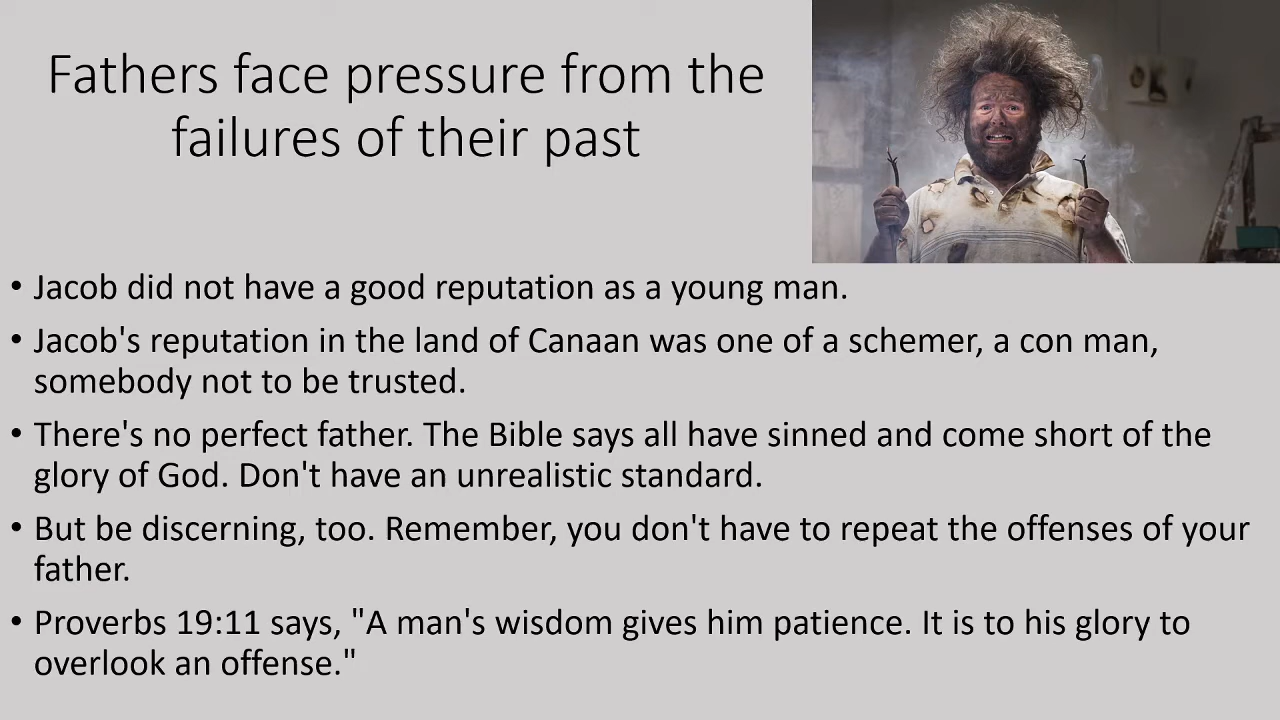 Fathers face pressure from the
failures of their past
• Jacob did not have a good reputation as a young man.
• Jacob's reputation in the land of Canaan was one of a schemer, a con man,
somebody not to be trusted.
• There's no perfect father. The Bible says all have sinned and come short of the
glory of God. Don't have an unrealistic standard.
• But be discerning, too. Remember, you don't have to repeat the offenses of your
father.
• Proverbs 19:11 says, "A man's wisdom gives him patience. It is to his glory to
overlook an offense."